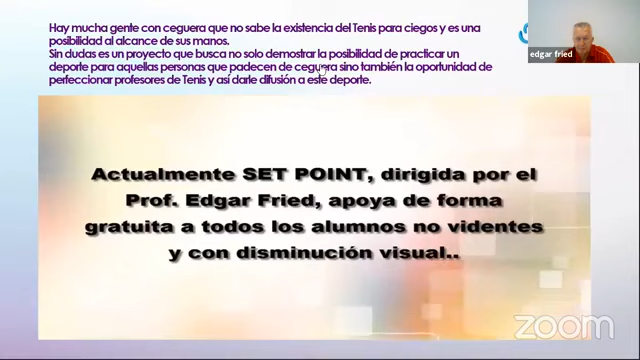 Hay mucha gente con ceguera que no sabe la existencia del Tenis para ciegos y es una
posibilidad al alcance de sus manos.
Sin dudas es un proyecto que busca no solo demostrar la posibilidad de practicar un
deporte para aquellas personas que padecen de ceguera sino también la oportunidad de
perfeccionar profesores de Tenis y así darle difusión a este deporte.
edgar fried
Actualmente SET POINT, dirigida por el
Prof. Edgar Fried, apoya de forma
gratuita a todos los alumnos no videntes
y con disminución visual..
zoom